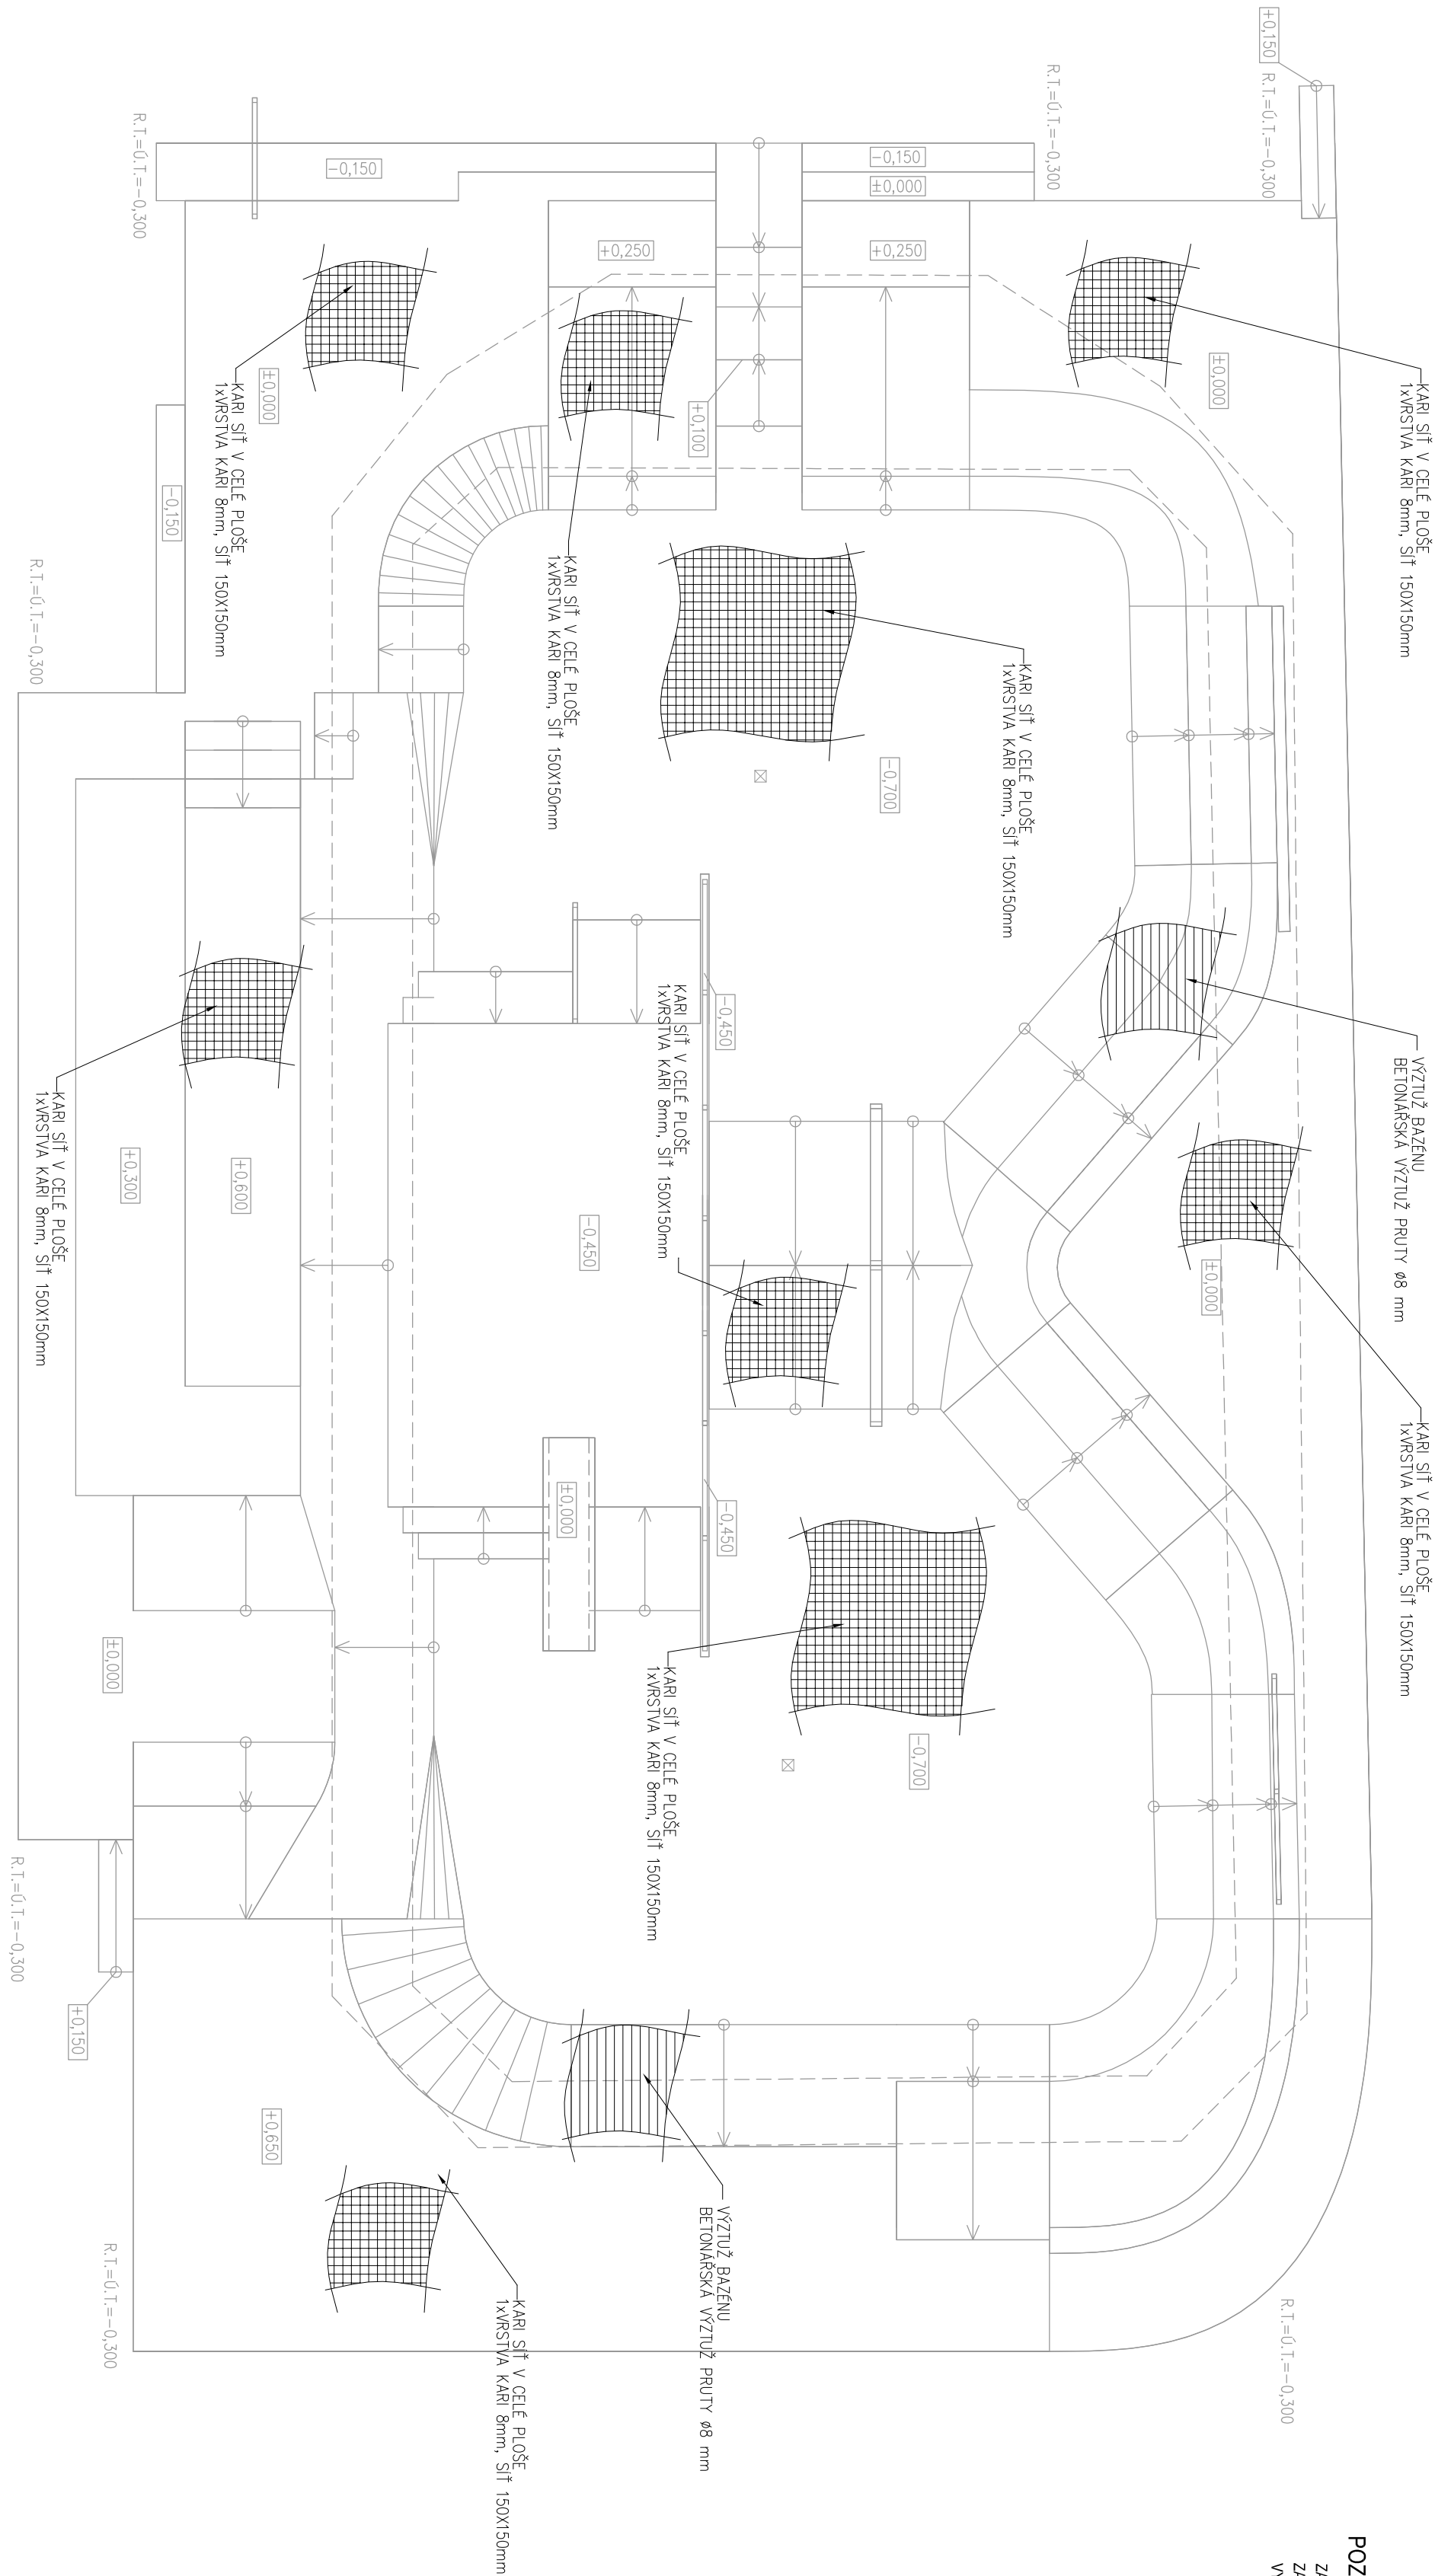 +0,150
R.T.=Ú.T.=-0,300
R.T.=Ú.T.=-0,300
-0,150
±0,000
-0,150
R.T.=Ú.T.=-0,300
+0,250
+0,250
KARI SÍŤ V CELÉ PLOŠE
1xVRSTVA KARI 8mm, SÍŤ 150X150mm
±0,000
+0,100
±0,000
KARI SÍŤ V CELÉ PLOŠE
1xVRSTVA KARI 8mm, SÍŤ 150X150mm
-0,150
R.T.=Ú.T.=-0,300
KARI SÍŤ V CELÉ PLOŠE
1xVRSTVA KARI 8mm, SÍŤ 150X150mm
KARI SÍŤ V CELÉ PLOŠE
1xVRSTVA KARI 8mm, SÍŤ 150X150mm
-0,700
VÝZTUŽ BAZÉNU
BETONÁŘSKÁ VÝZTUŽ PRUTY ø8 mm
-0,450
KARI SÍŤ V CELÉ PLOŠE
1xVRSTVA KARI 8mm, SÍŤ 150X150mm
KARI SÍŤ V CELÉ PLOŠE
1xVRSTVA KARI 8mm, SÍŤ 150X150mm
+0,300
+0,600
-0,450
±0,000
KARI SÍŤ V CELÉ PLOŠE
1xVRSTVA KARI 8mm, SÍŤ 150X150mm
-0,450
±0,000
±0,000
KARI SÍŤ V CELÉ PLOŠE
1xVRSTVA KARI 8mm, SÍŤ 150X150mm
-0,700
R.T.=Ú.T.=-0,300
+0,150
+0,650
VÝZTUŽ BAZÉNU
BETONÁŘSKÁ VÝZTUŽ PRUTY ø8 mm
R.T.=Ú.T.=-0,300
R.T.=Ú.T.=-0,300
KARI SÍŤ V CELÉ PLOŠE
1xVRSTVA KARI 8mm, SÍŤ 150X150mm
POZ